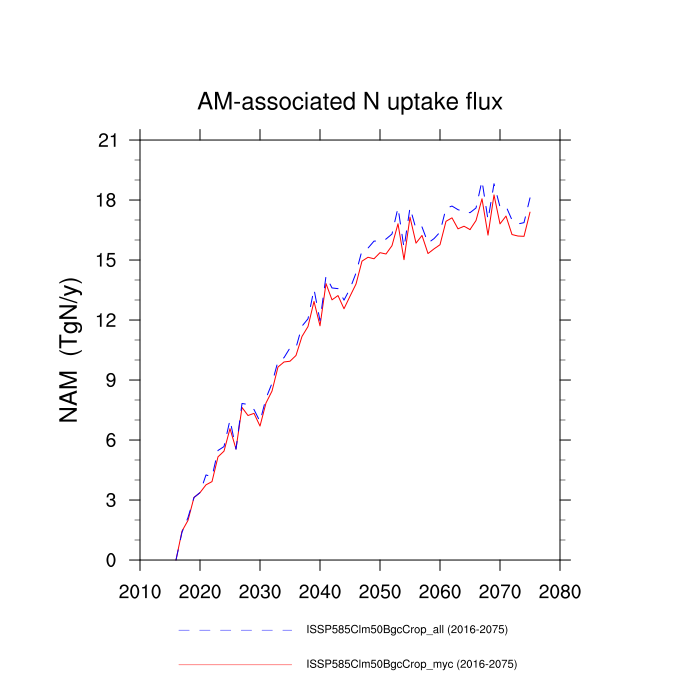 AM-associated N uptake flux
21
18
15
12
9
6
3
0
NAM (TgN/y)
2010 2020 2030 2040 2050 2060 2070 2080
ISSP585Clm50BgcCrop_all (2016-2075)
ISSP585Clm50BgcCrop_myc (2016-2075)